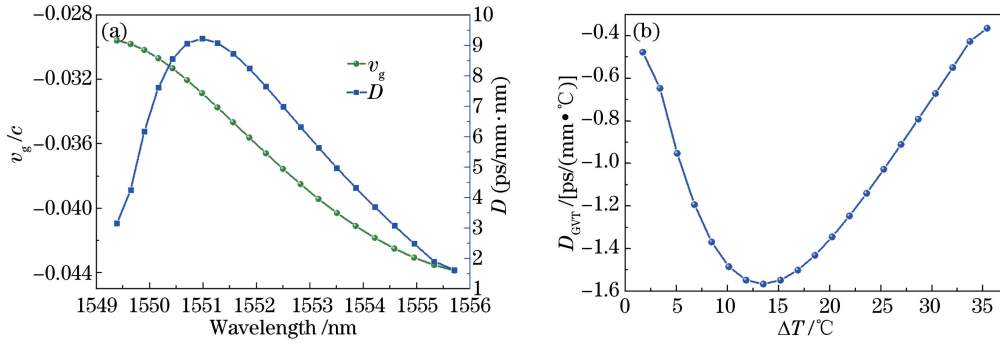 (a)
−0.028
−0.032
−0.036
−0.040
−0.044
v_g /c
10
9
8
7
6
5
4
3
2
1
D (ps/mm·nm)
v_g
D
1549 1550 1551 1552 1553 1554 1555 1556
Wavelength /nm
(b)
−0.4
−0.6
−0.8
−1.0
−1.2
−1.4
−1.6
D_GVT /[ps/(mm•℃)]
0 5 10 15 20 25 30 35
ΔT /℃